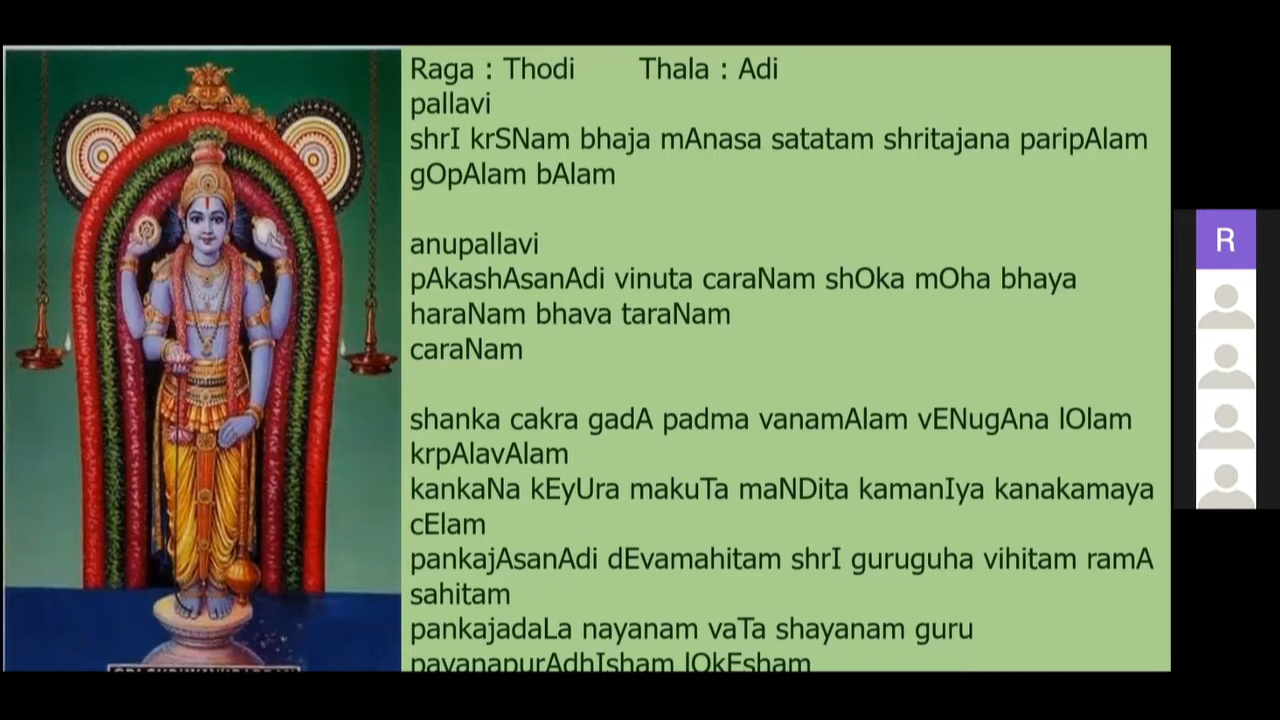 Raga : Thodi Thala : Adi
pallavi
shrI krSNam bhaja mAnasa satatam shritajana paripAlam
gOpAlam bAlam
anupallavi
pAkashAsanAdi vinuta caraNam shOka mOha bhaya
haraNam bhava taraNam
caraNam
shanka cakra gadA padma vanamAlam vENugAna lOlam
krpAlavAlam
kankaNa kEyUra makuTa maNDita kamanIya kanakamaya
cElam
pankajAsanAdi dEvamahitam shrI guruguha vihitam ramA
sahitam
pankajadaLa nayanam vaTa shayanam guru
pavanapurAdhIsham lOkEsham
R